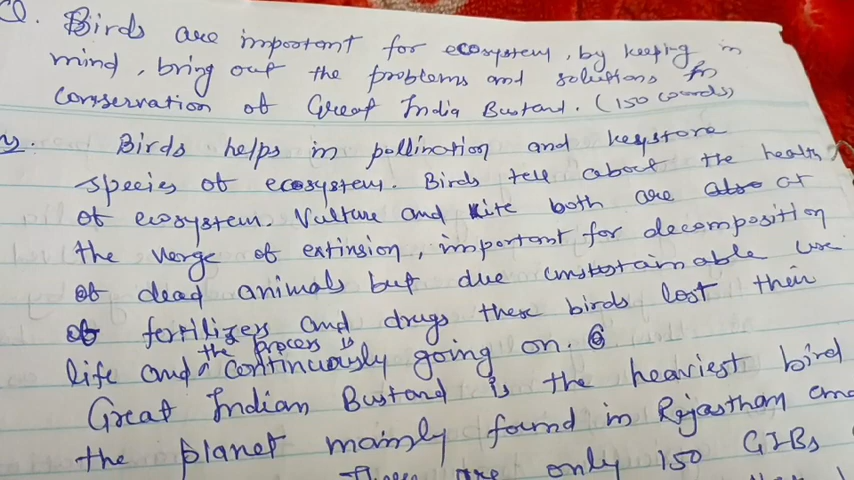 Q. Birds are important for ecosystem, by keeping in
mind, bring out the problems and solutions in
conservation of Great India Bustard. (150 words)
Birds helps in pollination and keystore
species of ecosystem. Birds tell about the health
of ecosystem. Vulture and kite both are at
the verge of extinsion, important for decomposition
of dead animals but due unsustainable use
of fertilizers and drugs these birds lost their
life and the process is continuously going on.
Great Indian Bustard is the heaviest bird
the planet mainly found in Rajasthan and
There are only 150 GIBs